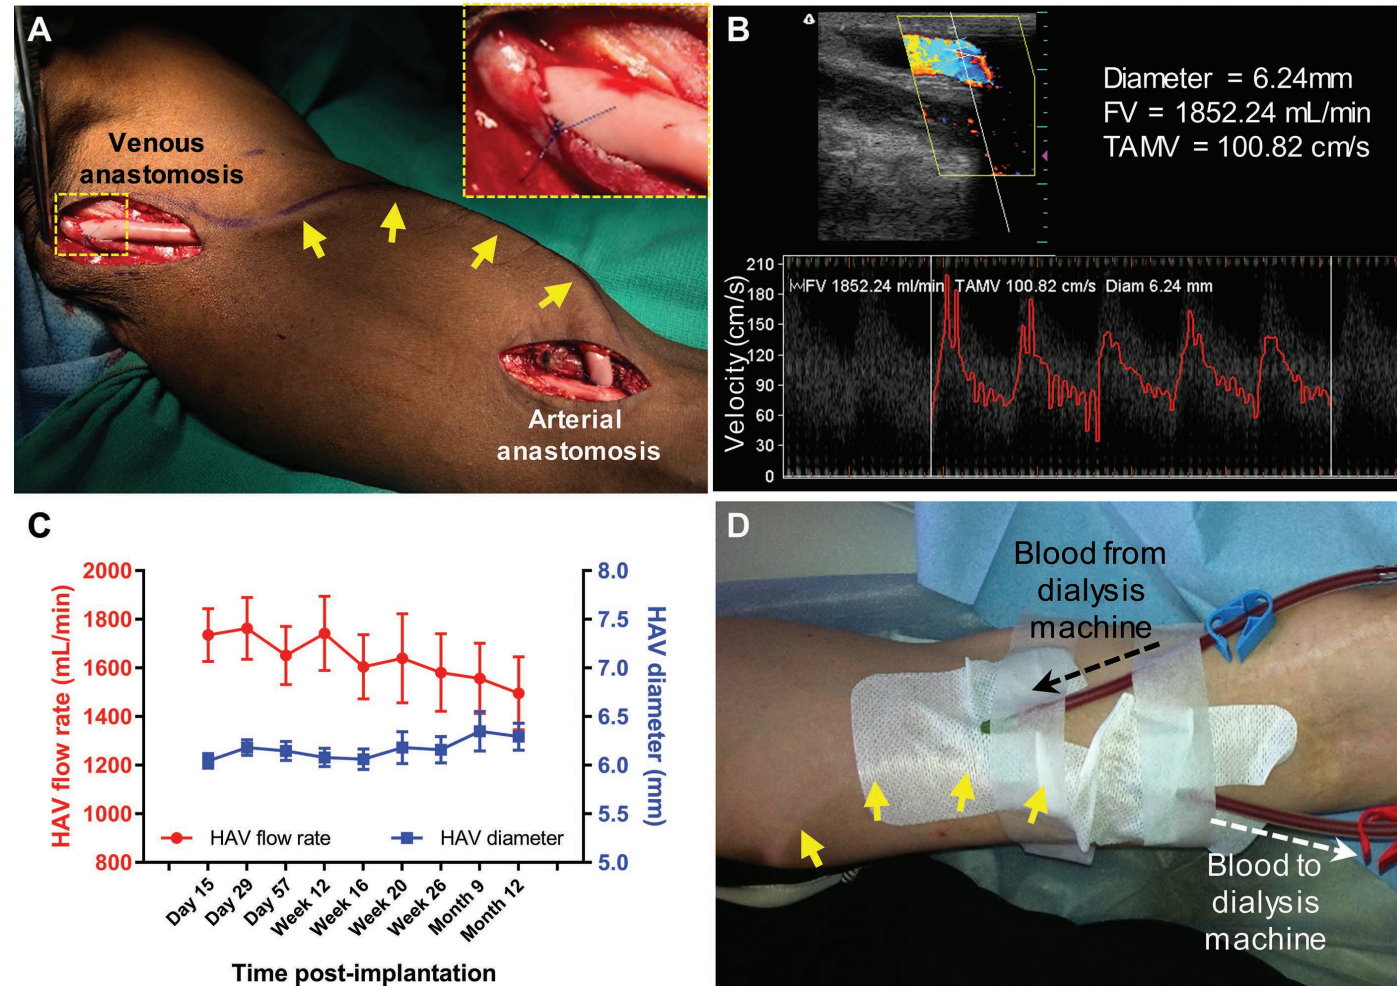 A
Venous
anastomosis
Arterial
anastomosis
B
Diameter = 6.24mm
FV = 1852.24 mL/min
TAMV = 100.82 cm/s
FV 1852.24 ml/min TAMV 100.82 cm/s Diam 6.24 mm
Velocity (cm/s)
210
180
150
120
90
60
30
0
C
HAV flow rate (mL/min)
2000
1800
1600
1400
1200
1000
800
8.0
7.5
7.0
6.5
6.0
5.5
5.0
HAV diameter (mm)
HAV flow rate
HAV diameter
Day 15
Day 29
Day 57
Week 12
Week 16
Week 20
Week 26
Month 9
Month 12
Time post-implantation
D
Blood from
dialysis
machine
Blood to
dialysis
machine